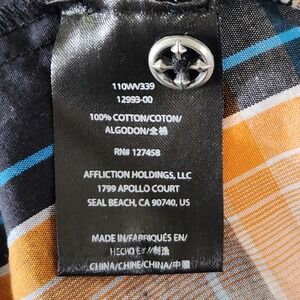 110WV339
12993-00
100% COTTON/COTON/
ALGODON/全棉
RN# 127458
AFFLICTION HOLDINGS, LLC
1799 APOLLO COURT
SEAL BEACH, CA 90740, US
MADE IN/FABRIQUÉS EN/
HECHO EN/制造
CHINA/CHINE/CHINA/中国